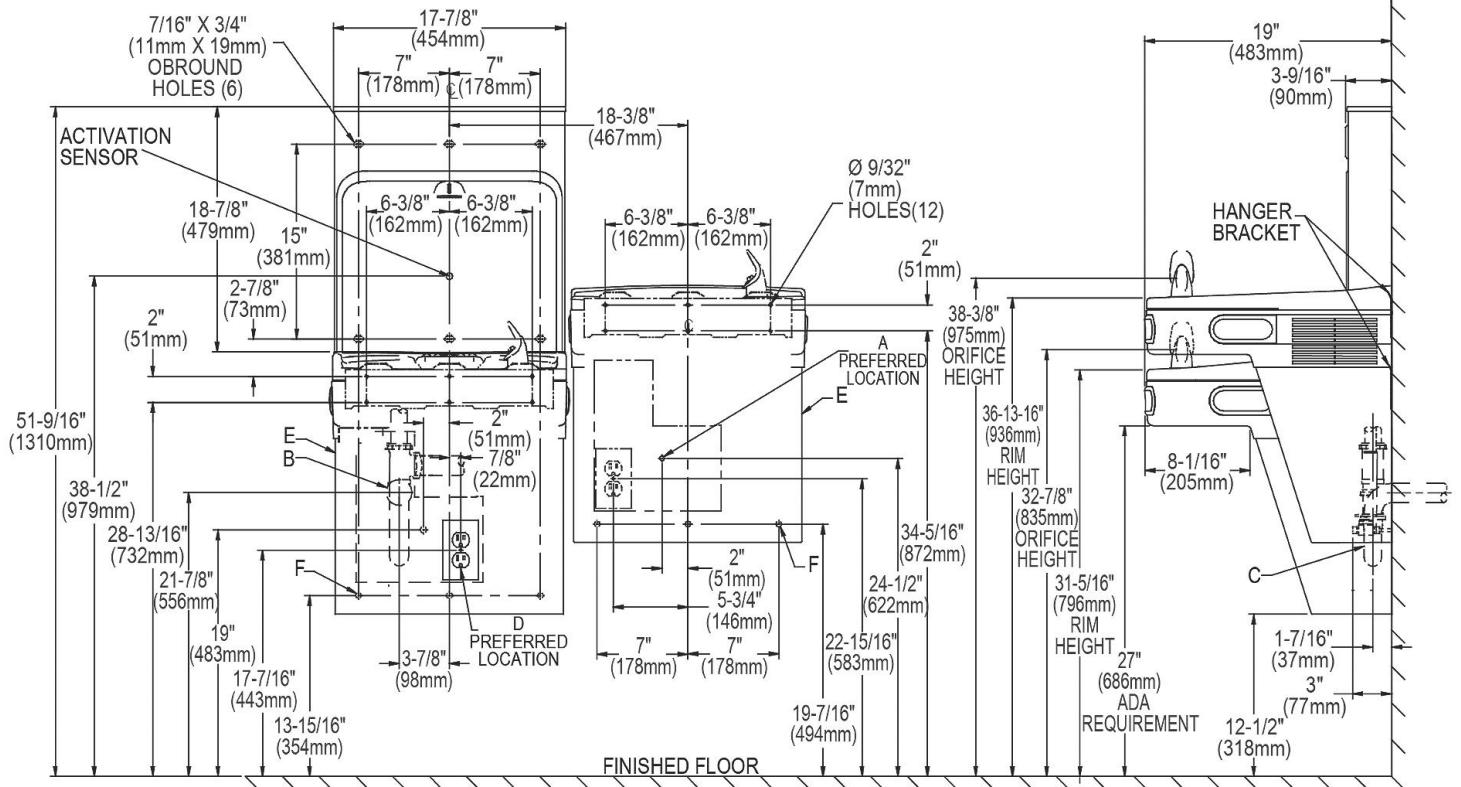 7/16" X 3/4"
(11mm X 19mm)
OBROUND
HOLES (6)
17-7/8"
(454mm)
7"
(178mm)
7"
(178mm)
℄
18-3/8"
(467mm)
ACTIVATION
SENSOR
18-7/8"
(479mm)
15"
(381mm)
2-7/8"
(73mm)
2"
(51mm)
6-3/8"
(162mm)
6-3/8"
(162mm)
6-3/8"
(162mm)
6-3/8"
(162mm)
Ø 9/32"
(7mm)
HOLES(12)
2"
(51mm)
℄
A
PREFERRED
LOCATION
E
51-9/16"
(1310mm)
38-1/2"
(979mm)
28-13/16"
(732mm)
21-7/8"
(556mm)
19"
(483mm)
17-7/16"
(443mm)
13-15/16"
(354mm)
E
B
F
2"
(51mm)
7/8"
(22mm)
D
PREFERRED
LOCATION
3-7/8"
(98mm)
F
2"
(51mm)
5-3/4"
(146mm)
7"
(178mm)
7"
(178mm)
34-5/16"
(872mm)
24-1/2"
(622mm)
22-15/16"
(583mm)
19-7/16"
(494mm)
FINISHED FLOOR
19"
(483mm)
3-9/16"
(90mm)
HANGER
BRACKET
38-3/8"
(975mm)
ORIFICE
HEIGHT
36-13-16"
(936mm)
RIM
HEIGHT
32-7/8"
(835mm)
ORIFICE
HEIGHT
31-5/16"
(796mm)
RIM
HEIGHT
27"
(686mm)
ADA
REQUIREMENT
8-1/16"
(205mm)
C
1-7/16"
(37mm)
3"
(77mm)
12-1/2"
(318mm)